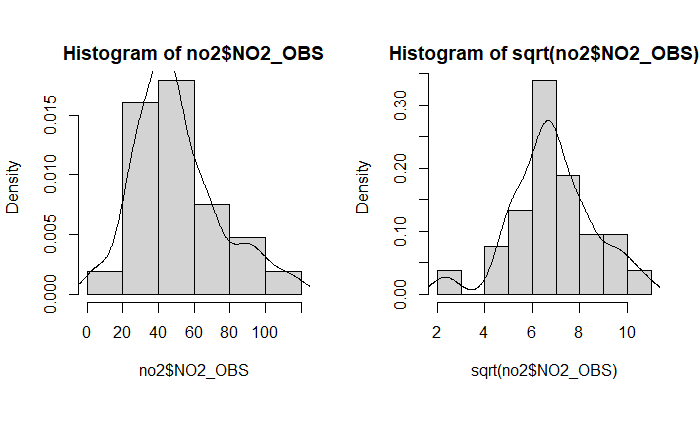 Histogram of no2$NO2_OBS
Density
0.000 0.005 0.010 0.015
0 20 40 60 80 100
no2$NO2_OBS
Histogram of sqrt(no2$NO2_OBS)
Density
0.00 0.10 0.20 0.30
2 4 6 8 10
sqrt(no2$NO2_OBS)